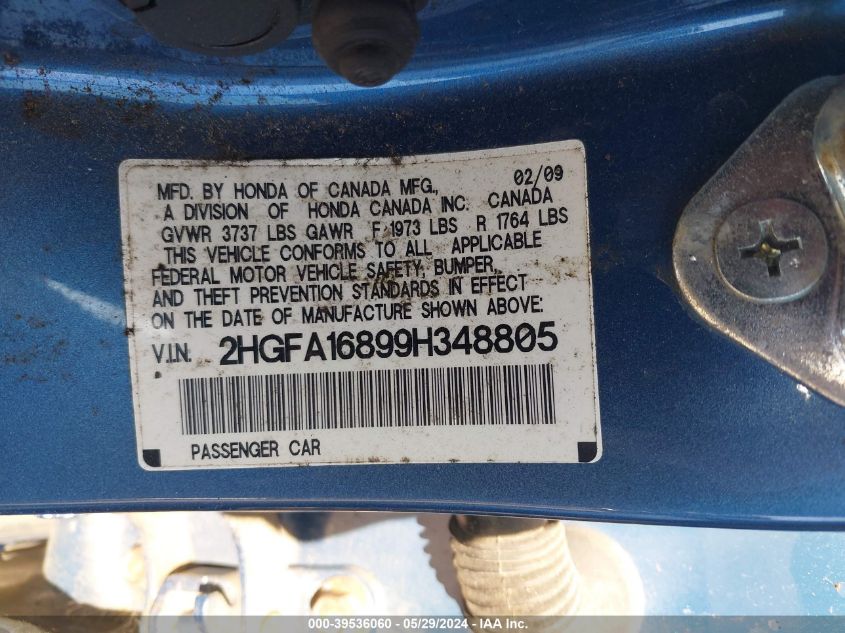 02/09
MFD. BY HONDA OF CANADA MFG.,
A DIVISION OF HONDA CANADA INC. CANADA
GVWR 3737 LBS GAWR F 1973 LBS R 1764 LBS
THIS VEHICLE CONFORMS TO ALL APPLICABLE
FEDERAL MOTOR VEHICLE SAFETY, BUMPER,
AND THEFT PREVENTION STANDARDS IN EFFECT
ON THE DATE OF MANUFACTURE SHOWN ABOVE:
V.I.N. 2HGFA16899H348805
PASSENGER CAR
000-39536060 - 05/29/2024 - IAA Inc.